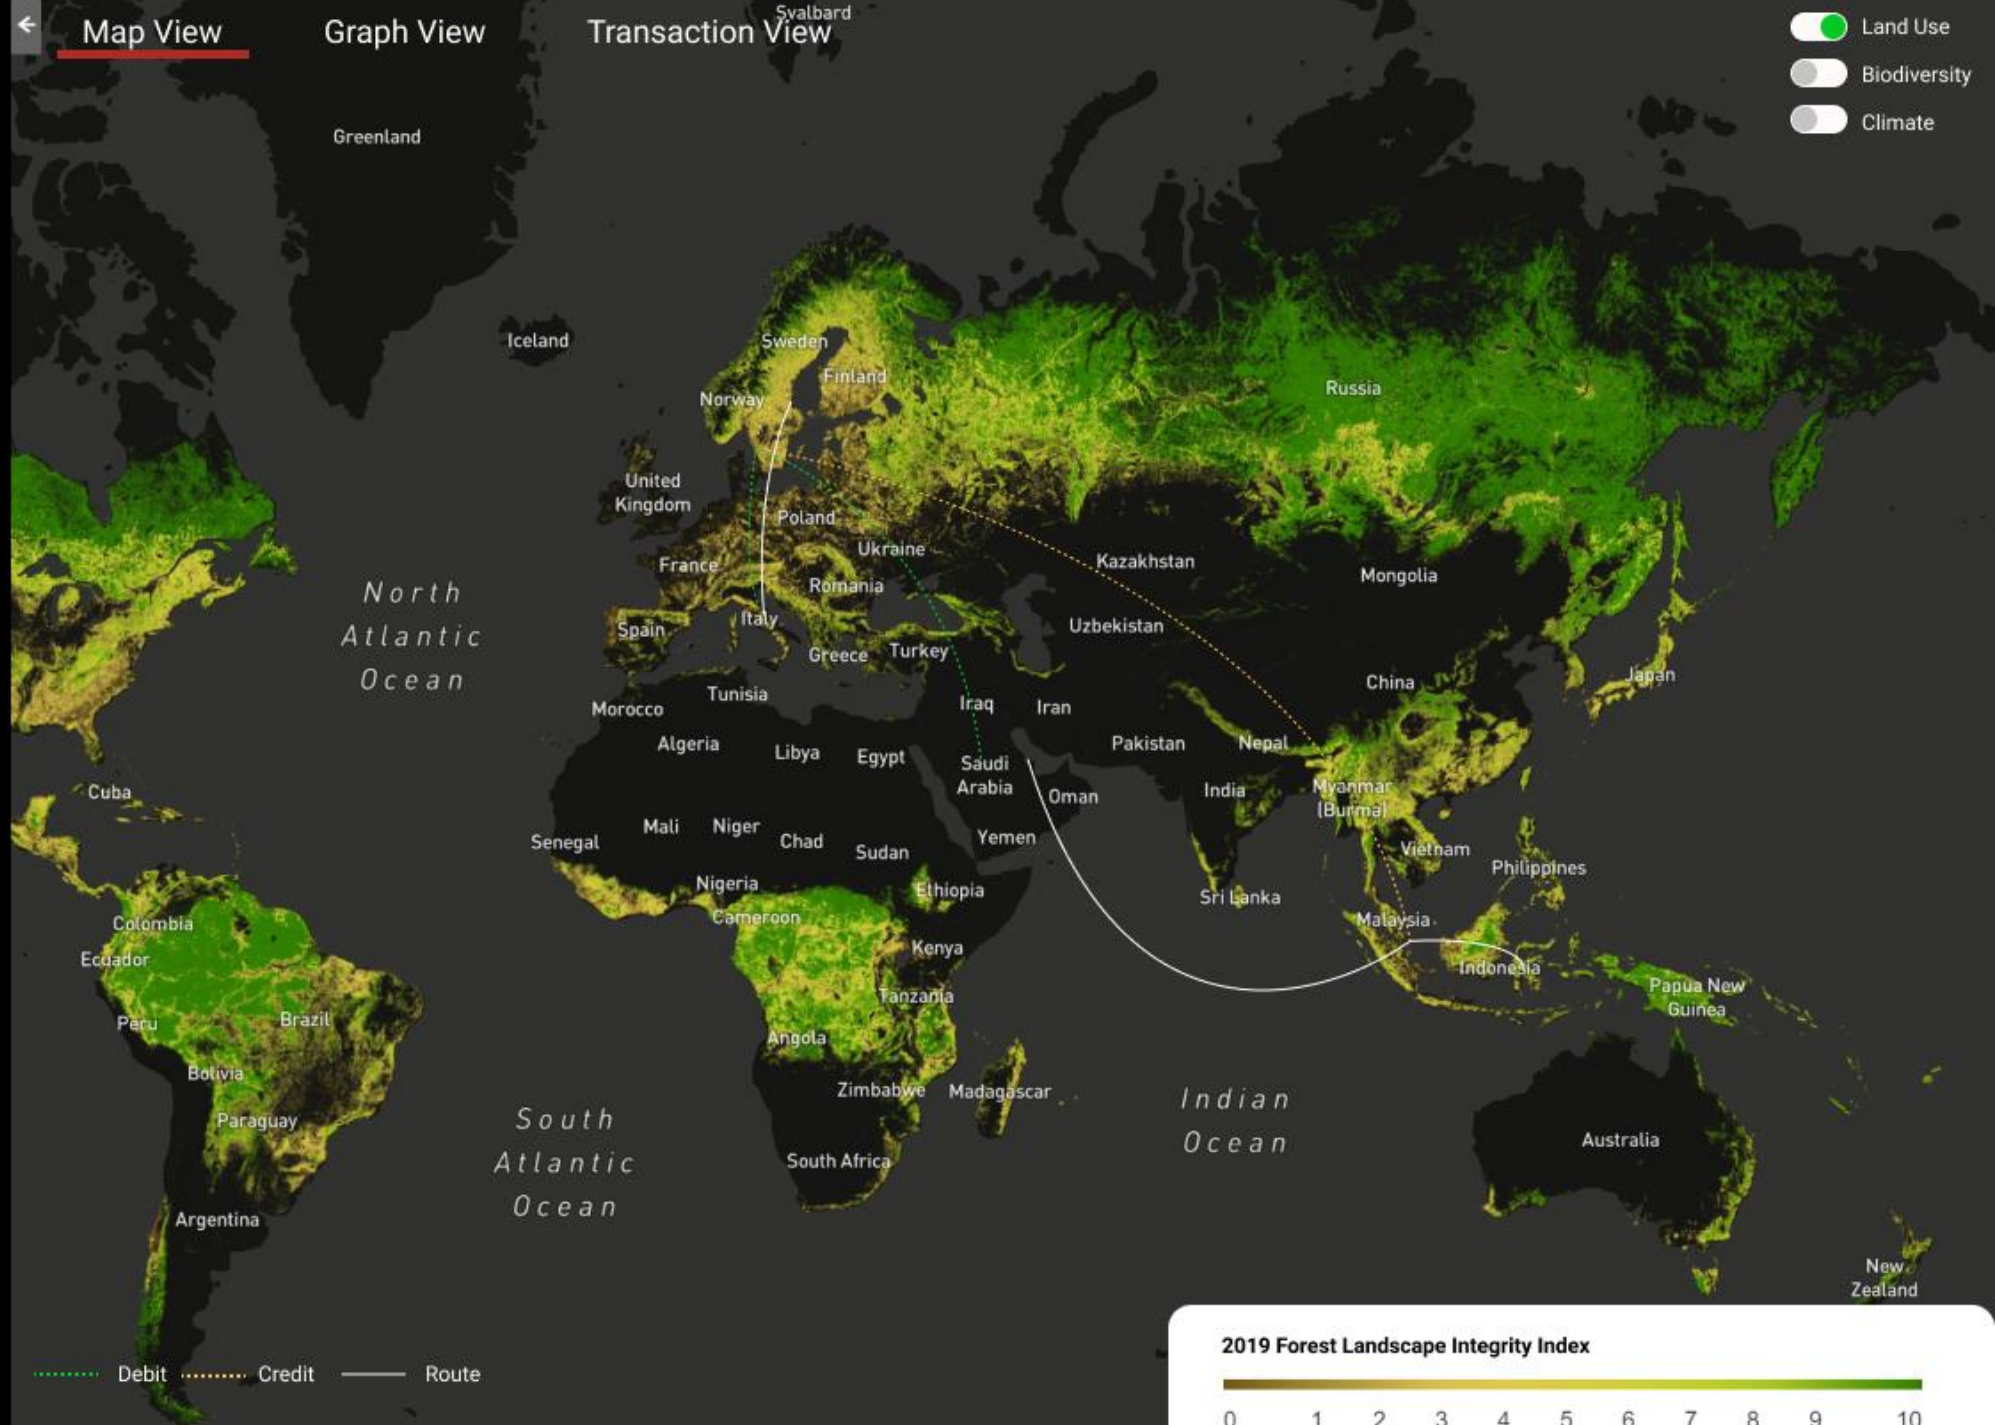 Map View
Graph View
Transaction View
Svalbard
Land Use
Biodiversity
Climate
Greenland
Iceland
Sweden
Finland
Norway
Russia
United
Kingdom
Poland
Ukraine
France
Romania
Kazakhstan
Mongolia
North
Atlantic
Ocean
Spain
Italy
Greece
Turkey
Uzbekistan
China
Japan
Morocco
Tunisia
Iraq
Iran
Algeria
Libya
Egypt
Saudi
Arabia
Pakistan
Nepal
Cuba
Oman
India
Myanmar
(Burma)
Senegal
Mali
Niger
Chad
Sudan
Yemen
Vietnam
Philippines
Nigeria
Ethiopia
Sri Lanka
Colombia
Cameroon
Malaysia
Ecuador
Kenya
Indonesia
Papua New
Guinea
Peru
Brazil
Tanzania
Angola
Bolivia
Zimbabwe
Madagascar
Indian
Ocean
Paraguay
South
Atlantic
Ocean
Australia
South Africa
Argentina
New
Zealand
2019 Forest Landscape Integrity Index
Debit
Credit
Route
0 1 2 3 4 5 6 7 8 9 10